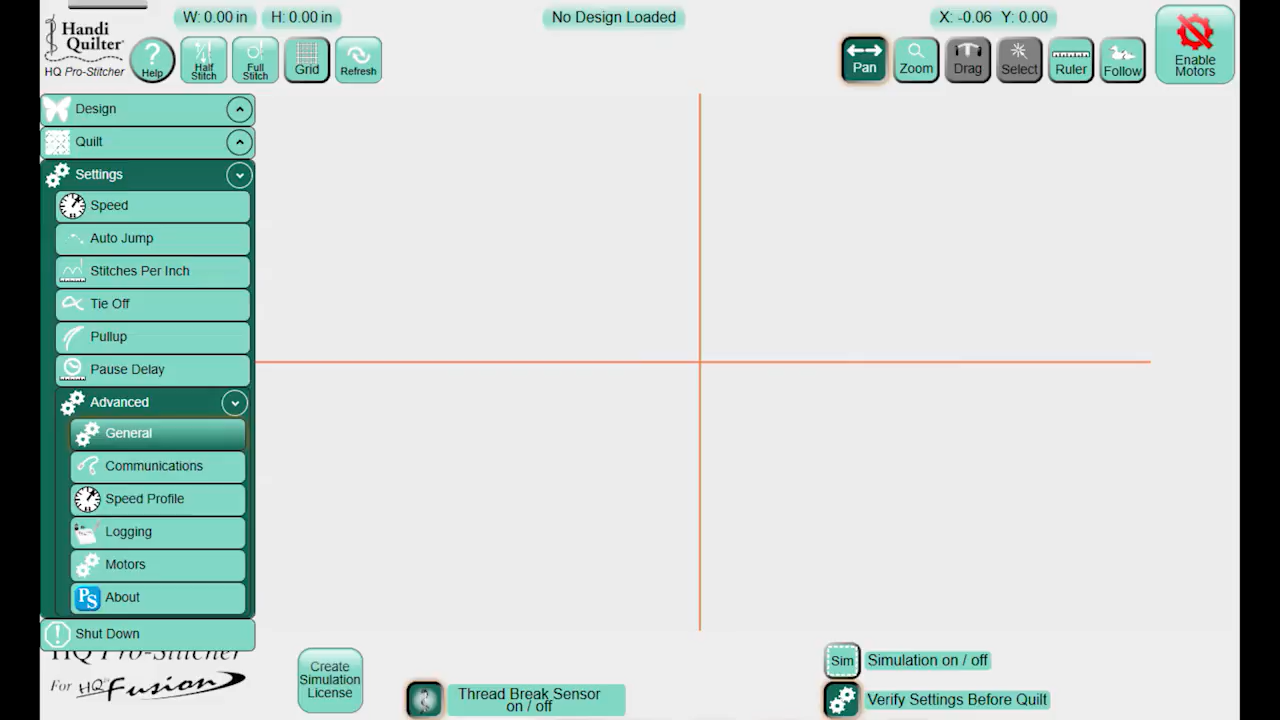 W: 0.00 in
H: 0.00 in
No Design Loaded
X: -0.06 Y: 0.00
Handi
Quilter
HQ Pro-Stitcher
?
Help
Half
Stitch
Full
Stitch
Grid
Refresh
Pan
Zoom
Drag
Select
Ruler
Follow
Enable
Motors
Design
Quilt
Settings
Speed
Auto Jump
Stitches Per Inch
Tie Off
Pullup
Pause Delay
Advanced
General
Communications
Speed Profile
Logging
Motors
PS
About
Shut Down
HQ Pro-Stitcher
For HQ Fusion
Create
Simulation
License
Thread Break Sensor
on / off
Sim
Simulation on / off
Verify Settings Before Quilt